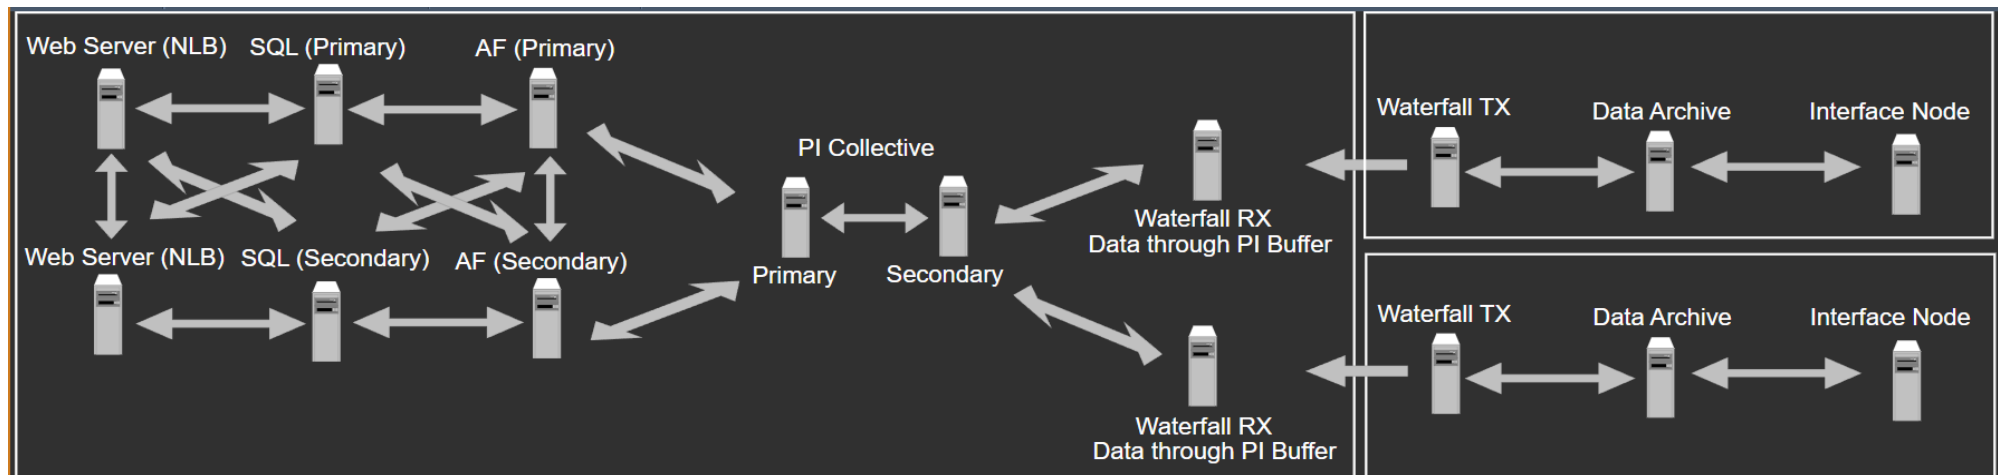 Web Server (NLB)
SQL (Primary)
AF (Primary)
Web Server (NLB)
SQL (Secondary)
AF (Secondary)
PI Collective
Primary
Secondary
Waterfall RX
Data through PI Buffer
Waterfall RX
Data through PI Buffer
Waterfall TX
Data Archive
Interface Node
Waterfall TX
Data Archive
Interface Node